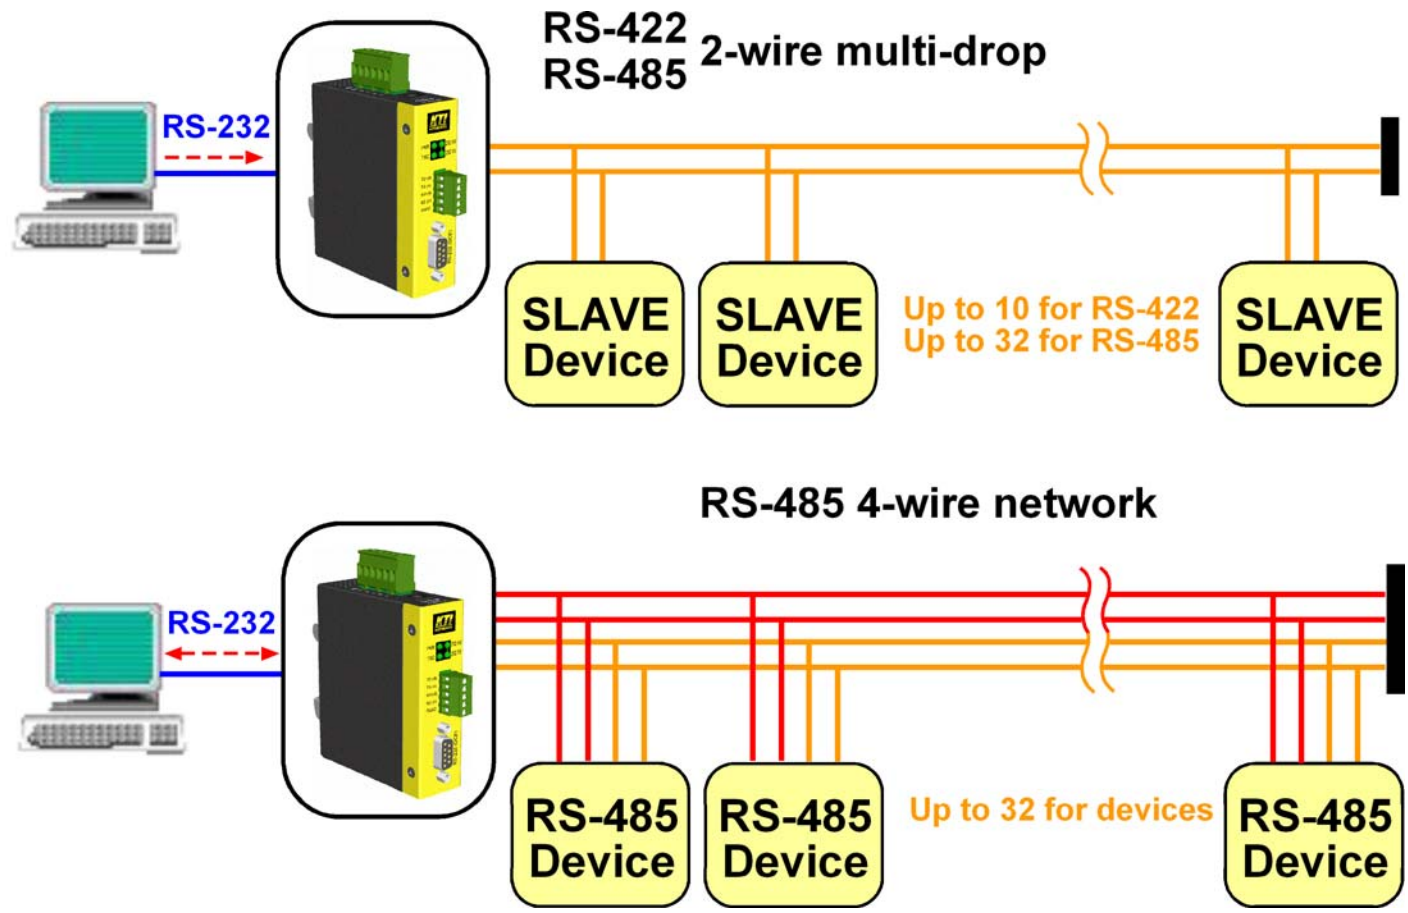 RS-422
RS-485
2-wire multi-drop
RS-232
SLAVE
Device
SLAVE
Device
Up to 10 for RS-422
Up to 32 for RS-485
SLAVE
Device
RS-485 4-wire network
RS-232
RS-485
Device
RS-485
Device
Up to 32 for devices
RS-485
Device